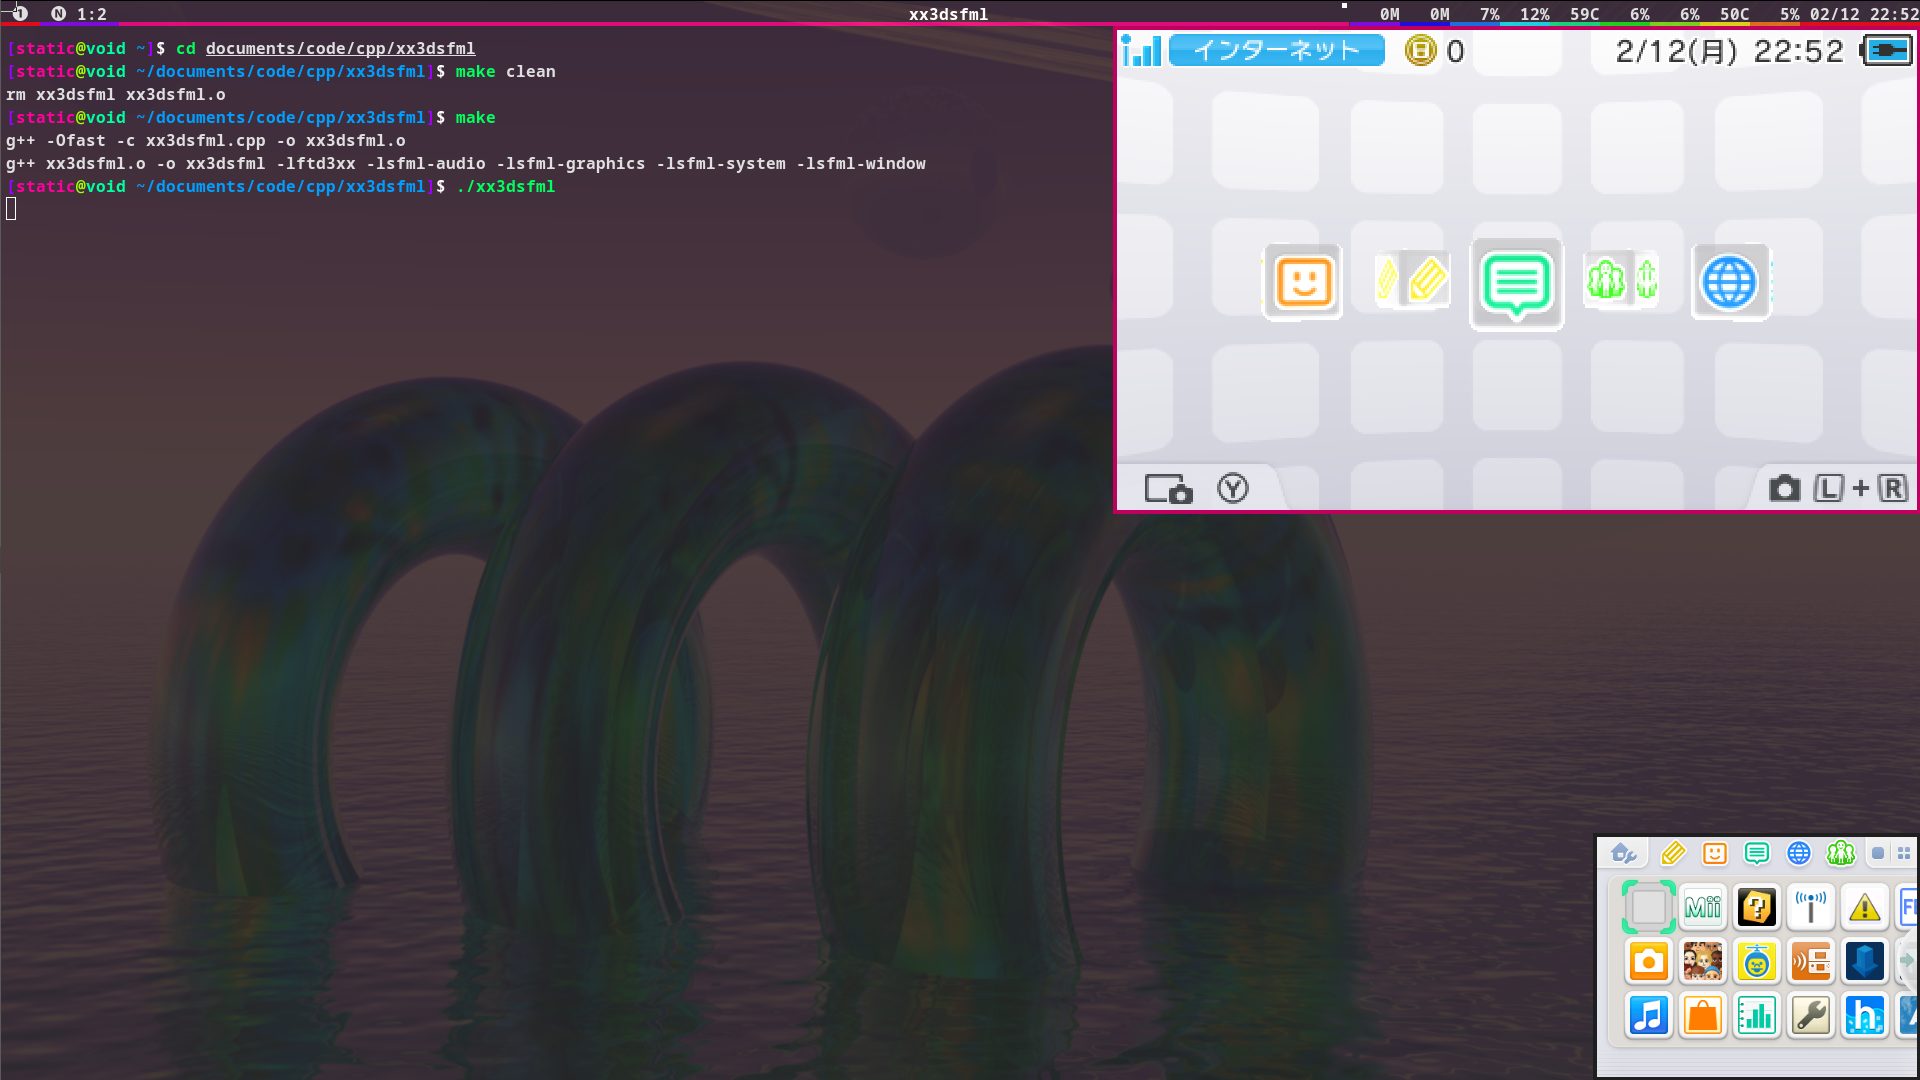 1 N 1:2 xx3dsfml 0M 0M 7% 12% 59C 6% 6% 50C 5% 02/12 22:52
[static@void ~]$ cd documents/code/cpp/xx3dsfml
[static@void ~/documents/code/cpp/xx3dsfml]$ make clean
rm xx3dsfml xx3dsfml.o
[static@void ~/documents/code/cpp/xx3dsfml]$ make
g++ -Ofast -c xx3dsfml.cpp -o xx3dsfml.o
g++ xx3dsfml.o -o xx3dsfml -lftd3xx -lsfml-audio -lsfml-graphics -lsfml-system -lsfml-window
[static@void ~/documents/code/cpp/xx3dsfml]$ ./xx3dsfml
インターネット 0 2/12(月) 22:52
Y L + R
Mii ?
h